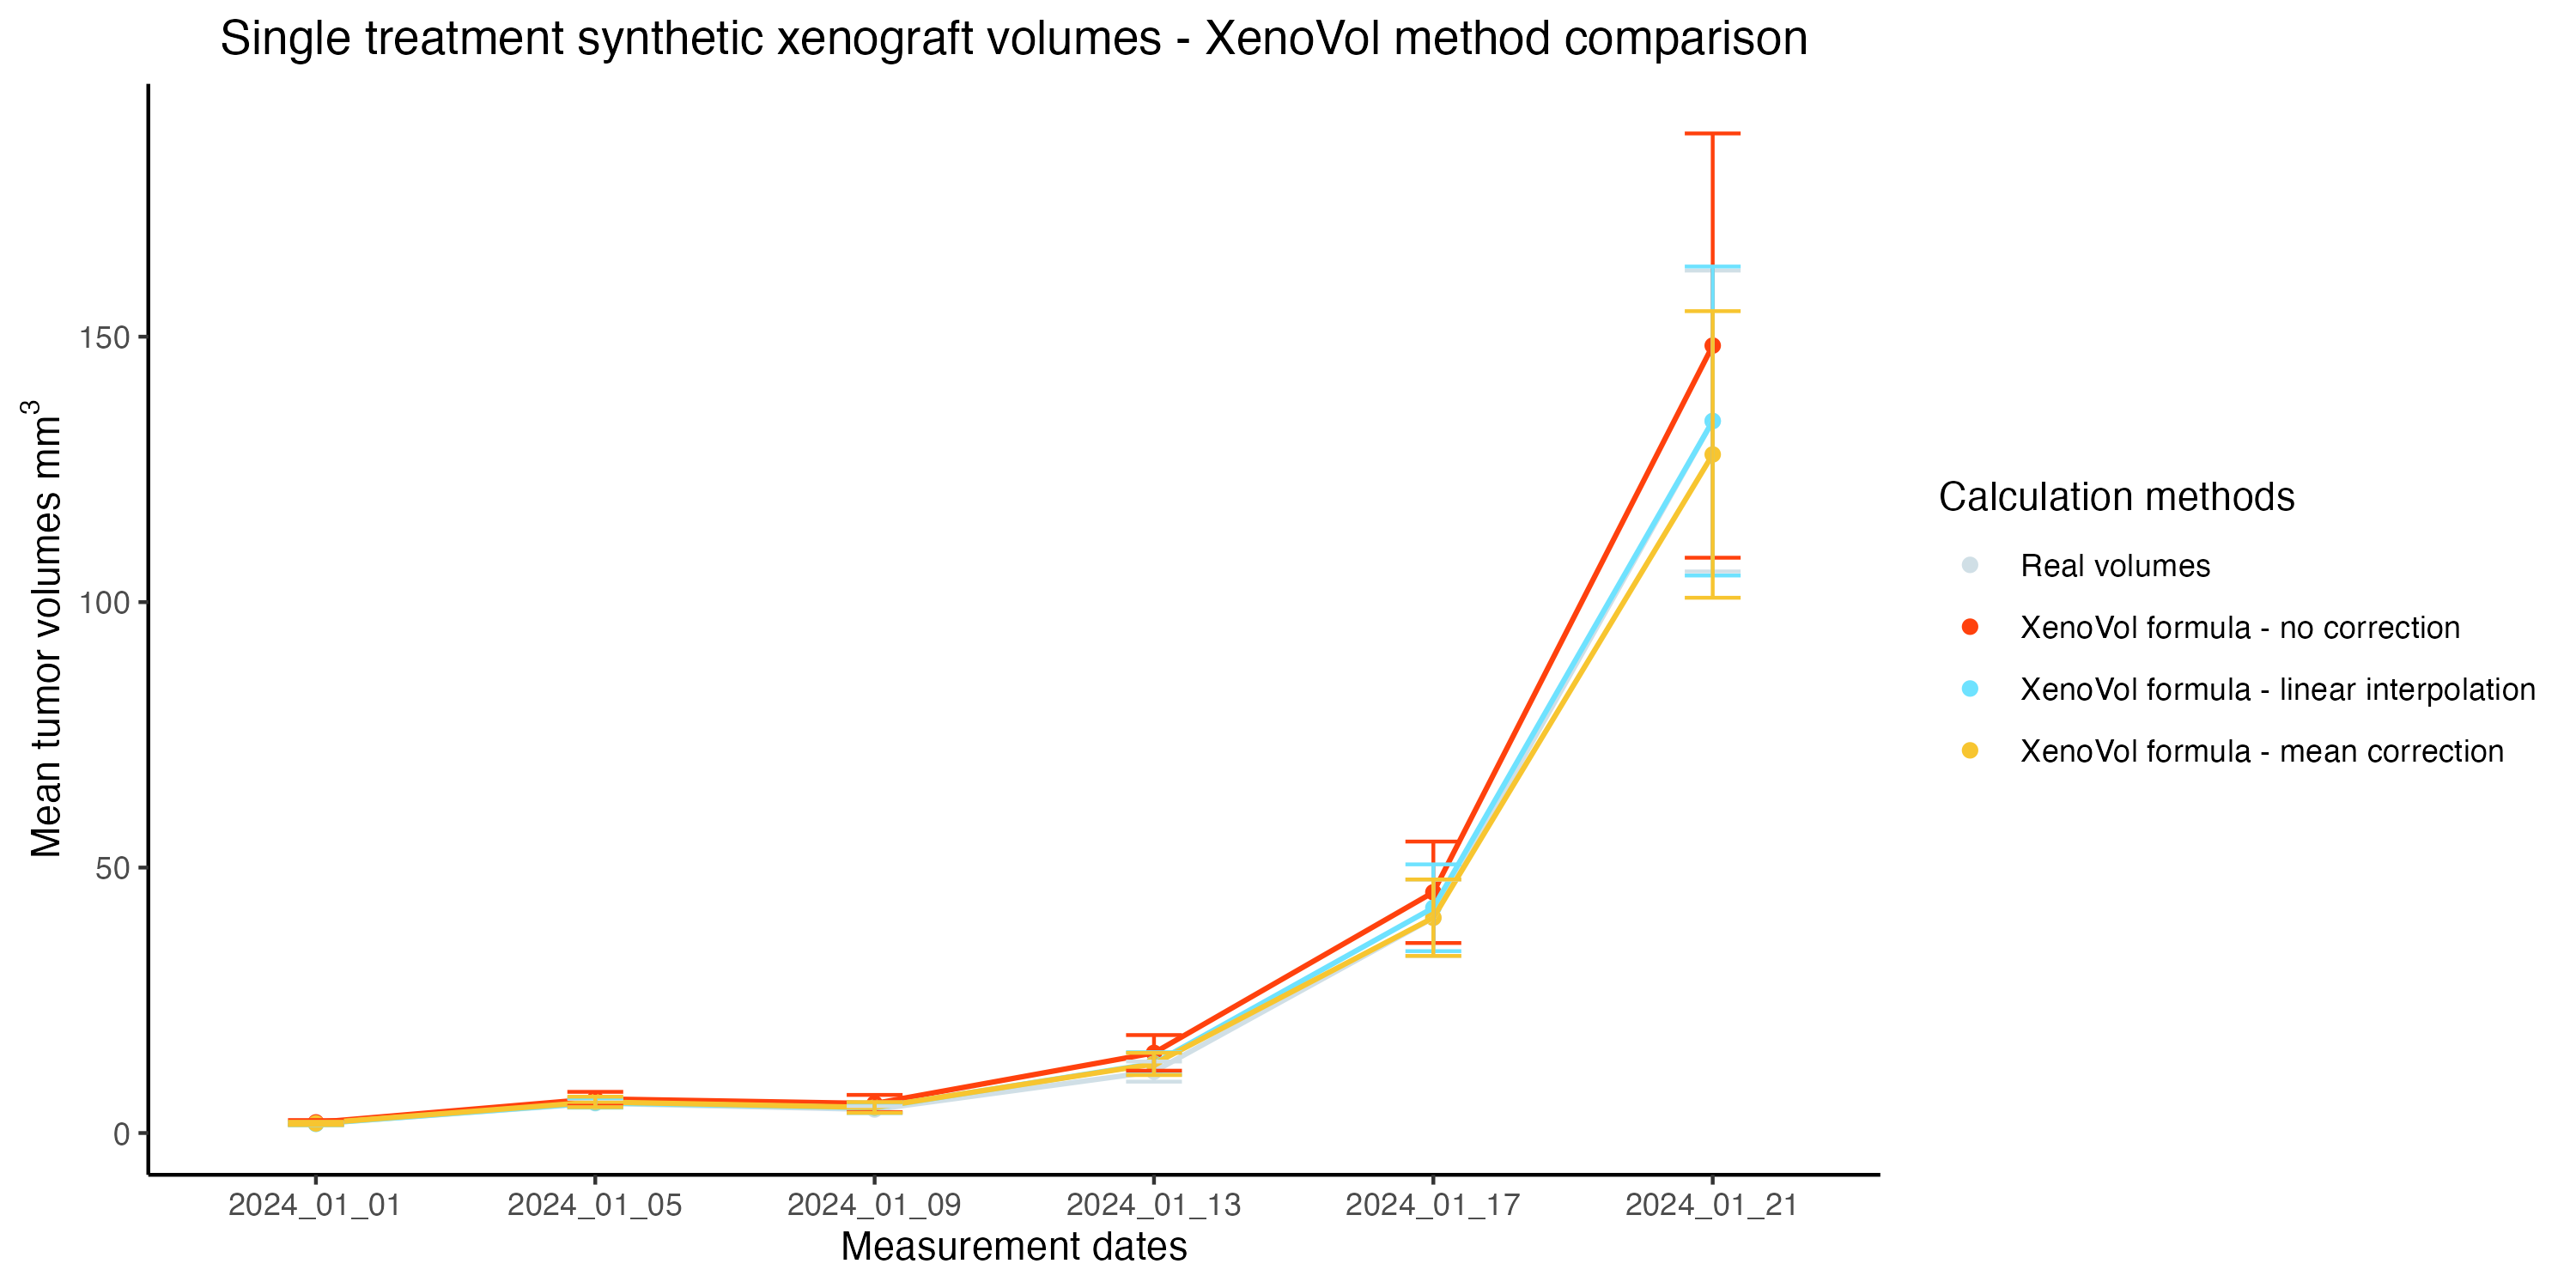 Single treatment synthetic xenograft volumes - XenoVol method comparison
Mean tumor volumes mm³
150
100
50
0
2024_01_01 2024_01_05 2024_01_09 2024_01_13 2024_01_17 2024_01_21
Measurement dates
Calculation methods
Real volumes
XenoVol formula - no correction
XenoVol formula - linear interpolation
XenoVol formula - mean correction